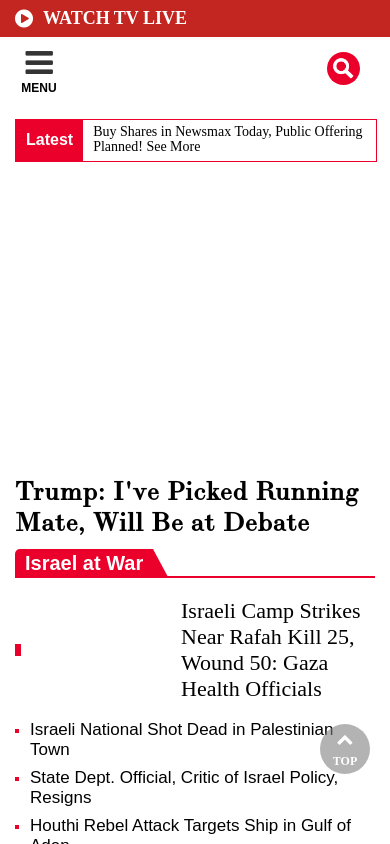 WATCH TV LIVE
MENU
Latest
Buy Shares in Newsmax Today, Public Offering
Planned! See More
Trump: I've Picked Running
Mate, Will Be at Debate
Israel at War
Israeli Camp Strikes
Near Rafah Kill 25,
Wound 50: Gaza
Health Officials
Israeli National Shot Dead in Palestinian
Town
State Dept. Official, Critic of Israel Policy,
Resigns
TOP
Houthi Rebel Attack Targets Ship in Gulf of
Aden